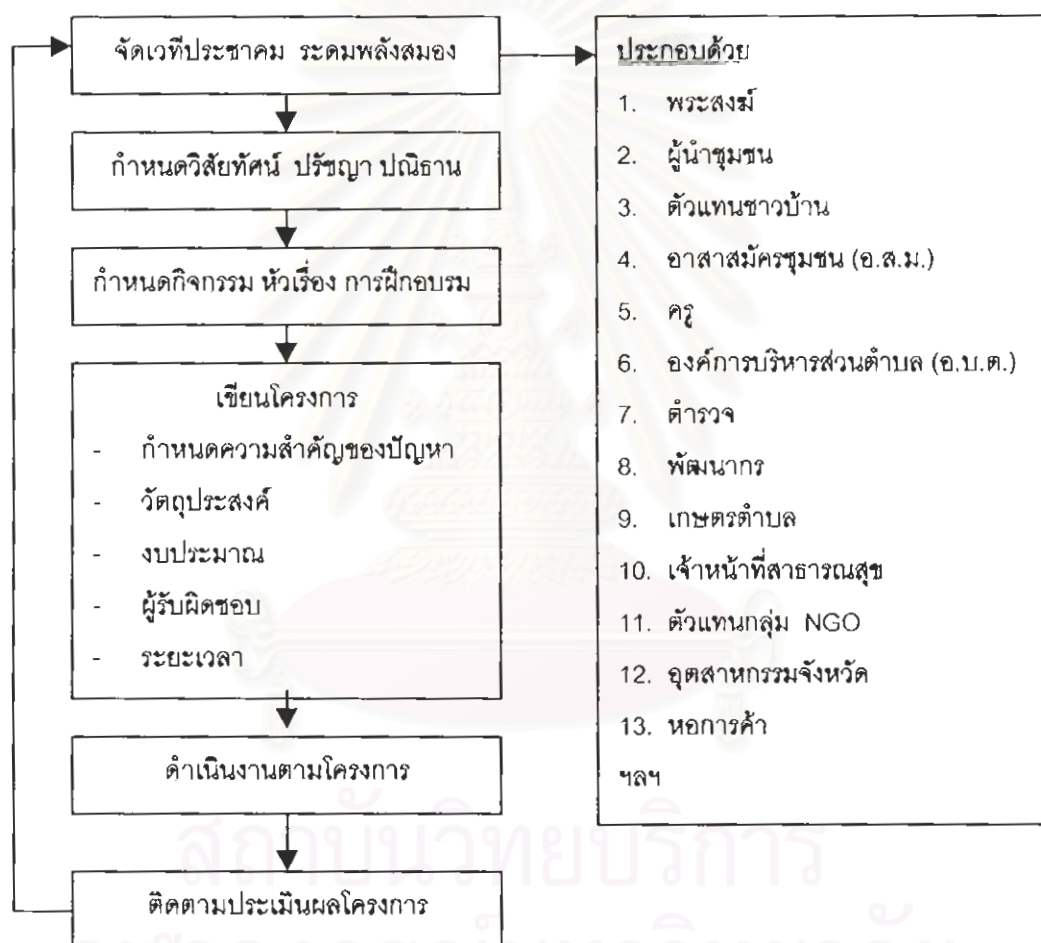 จัดเวทีประชาคม ระดมพลังสมอง
กำหนดวิสัยทัศน์ ปรัชญา ปณิธาน
กำหนดกิจกรรม หัวเรื่อง การฝึกอบรม
เขียนโครงการ
- กำหนดความสำคัญของปัญหา
- วัตถุประสงค์
- งบประมาณ
- ผู้รับผิดชอบ
- ระยะเวลา
ดำเนินงานตามโครงการ
ติดตามประเมินผลโครงการ
ประกอบด้วย
1. พระสงฆ์
2. ผู้นำชุมชน
3. ตัวแทนชาวบ้าน
4. อาสาสมัครชุมชน (อ.ส.ม.)
5. ครู
6. องค์การบริหารส่วนตำบล (อ.บ.ต.)
7. ตำรวจ
8. พัฒนากร
9. เกษตรตำบล
10. เจ้าหน้าที่สาธารณสุข
11. ตัวแทนกลุ่ม NGO
12. อุตสาหกรรมจังหวัด
13. หอการค้า
ฯลฯ
สถาบันวิทยบริการ